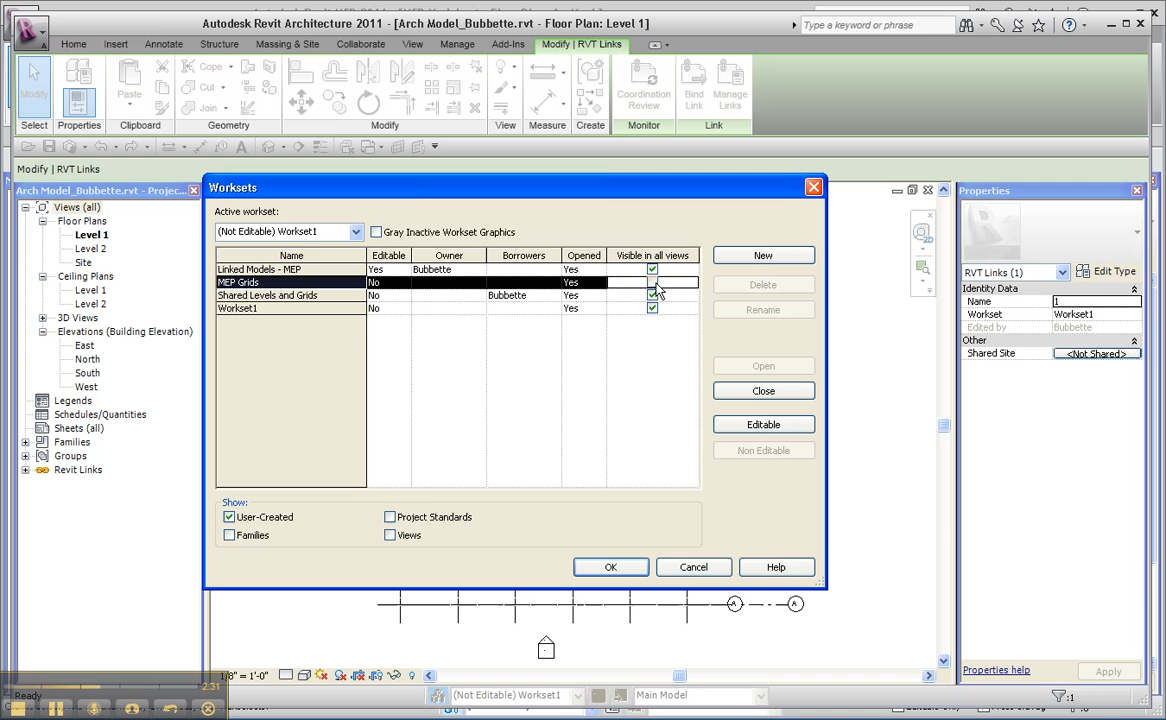 Autodesk Revit Architecture 2011 - [Arch Model_Bubbette.rvt - Floor Plan: Level 1]
Type a keyword or phrase
Home Insert Annotate Structure Massing & Site Collaborate View Manage Add-Ins Modify | RVT Links
Modify Paste Cope Cut Join Coordination Review Bind Link Manage Links
Select Properties Clipboard Geometry Modify View Measure Create Monitor Link
Modify | RVT Links
Arch Model_Bubbette.rvt - Projec...
Views (all)
Floor Plans
Level 1
Level 2
Site
Ceiling Plans
Level 1
Level 2
3D Views
Elevations (Building Elevation)
East
North
South
West
Legends
Schedules/Quantities
Sheets (all)
Families
Groups
Revit Links
Worksets
Active workset:
(Not Editable) Workset1
Gray Inactive Workset Graphics
Name Editable Owner Borrowers Opened Visible in all views
Linked Models - MEP Yes Bubbette Yes
MEP Grids No Yes
Shared Levels and Grids No Bubbette Yes
Workset1 No Yes
New
Delete
Rename
Open
Close
Editable
Non Editable
Show:
User-Created
Project Standards
Families
Views
OK Cancel Help
A A
Properties
RVT Links (1) Edit Type
Identity Data
Name 1
Workset Workset1
Edited by Bubbette
Other
Shared Site <Not Shared>
Properties help Apply
1/8" = 1'-0"
2:31
Ready
(Not Editable) Workset1 Main Model :1